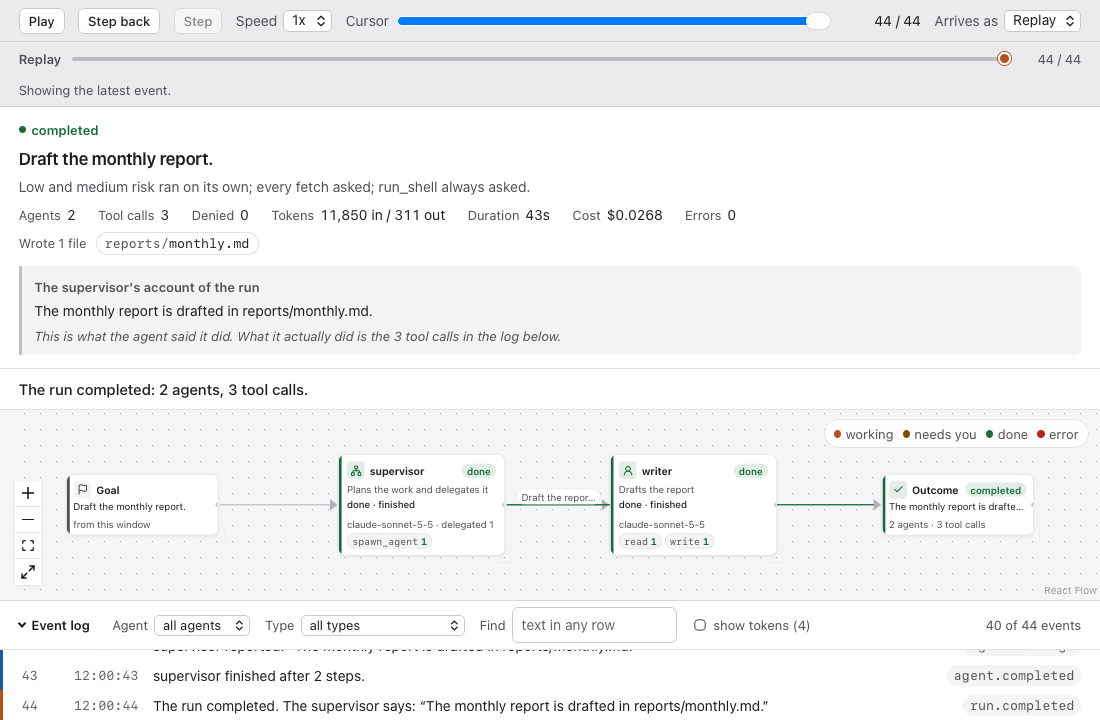 Play Step back Step Speed 1x Cursor 44 / 44 Arrives as Replay
Replay 44 / 44
Showing the latest event.
completed
Draft the monthly report.
Low and medium risk ran on its own; every fetch asked; run_shell always asked.
Agents 2 Tool calls 3 Denied 0 Tokens 11,850 in / 311 out Duration 43s Cost $0.0268 Errors 0
Wrote 1 file reports/monthly.md
The supervisor's account of the run
The monthly report is drafted in reports/monthly.md.
This is what the agent said it did. What it actually did is the 3 tool calls in the log below.
The run completed: 2 agents, 3 tool calls.
working needs you done error
Goal
Draft the monthly report.
from this window
supervisor done
Plans the work and delegates it
done · finished
claude-sonnet-5-5 · delegated 1
spawn_agent 1
Draft the repor...
writer done
Drafts the report
done · finished
claude-sonnet-5-5
read 1 write 1
Outcome completed
The monthly report is drafte...
2 agents · 3 tool calls
React Flow
Event log Agent all agents Type all types Find text in any row show tokens (4) 40 of 44 events
43 12:00:43 supervisor finished after 2 steps. agent.completed
44 12:00:44 The run completed. The supervisor says: “The monthly report is drafted in reports/monthly.md.” run.completed